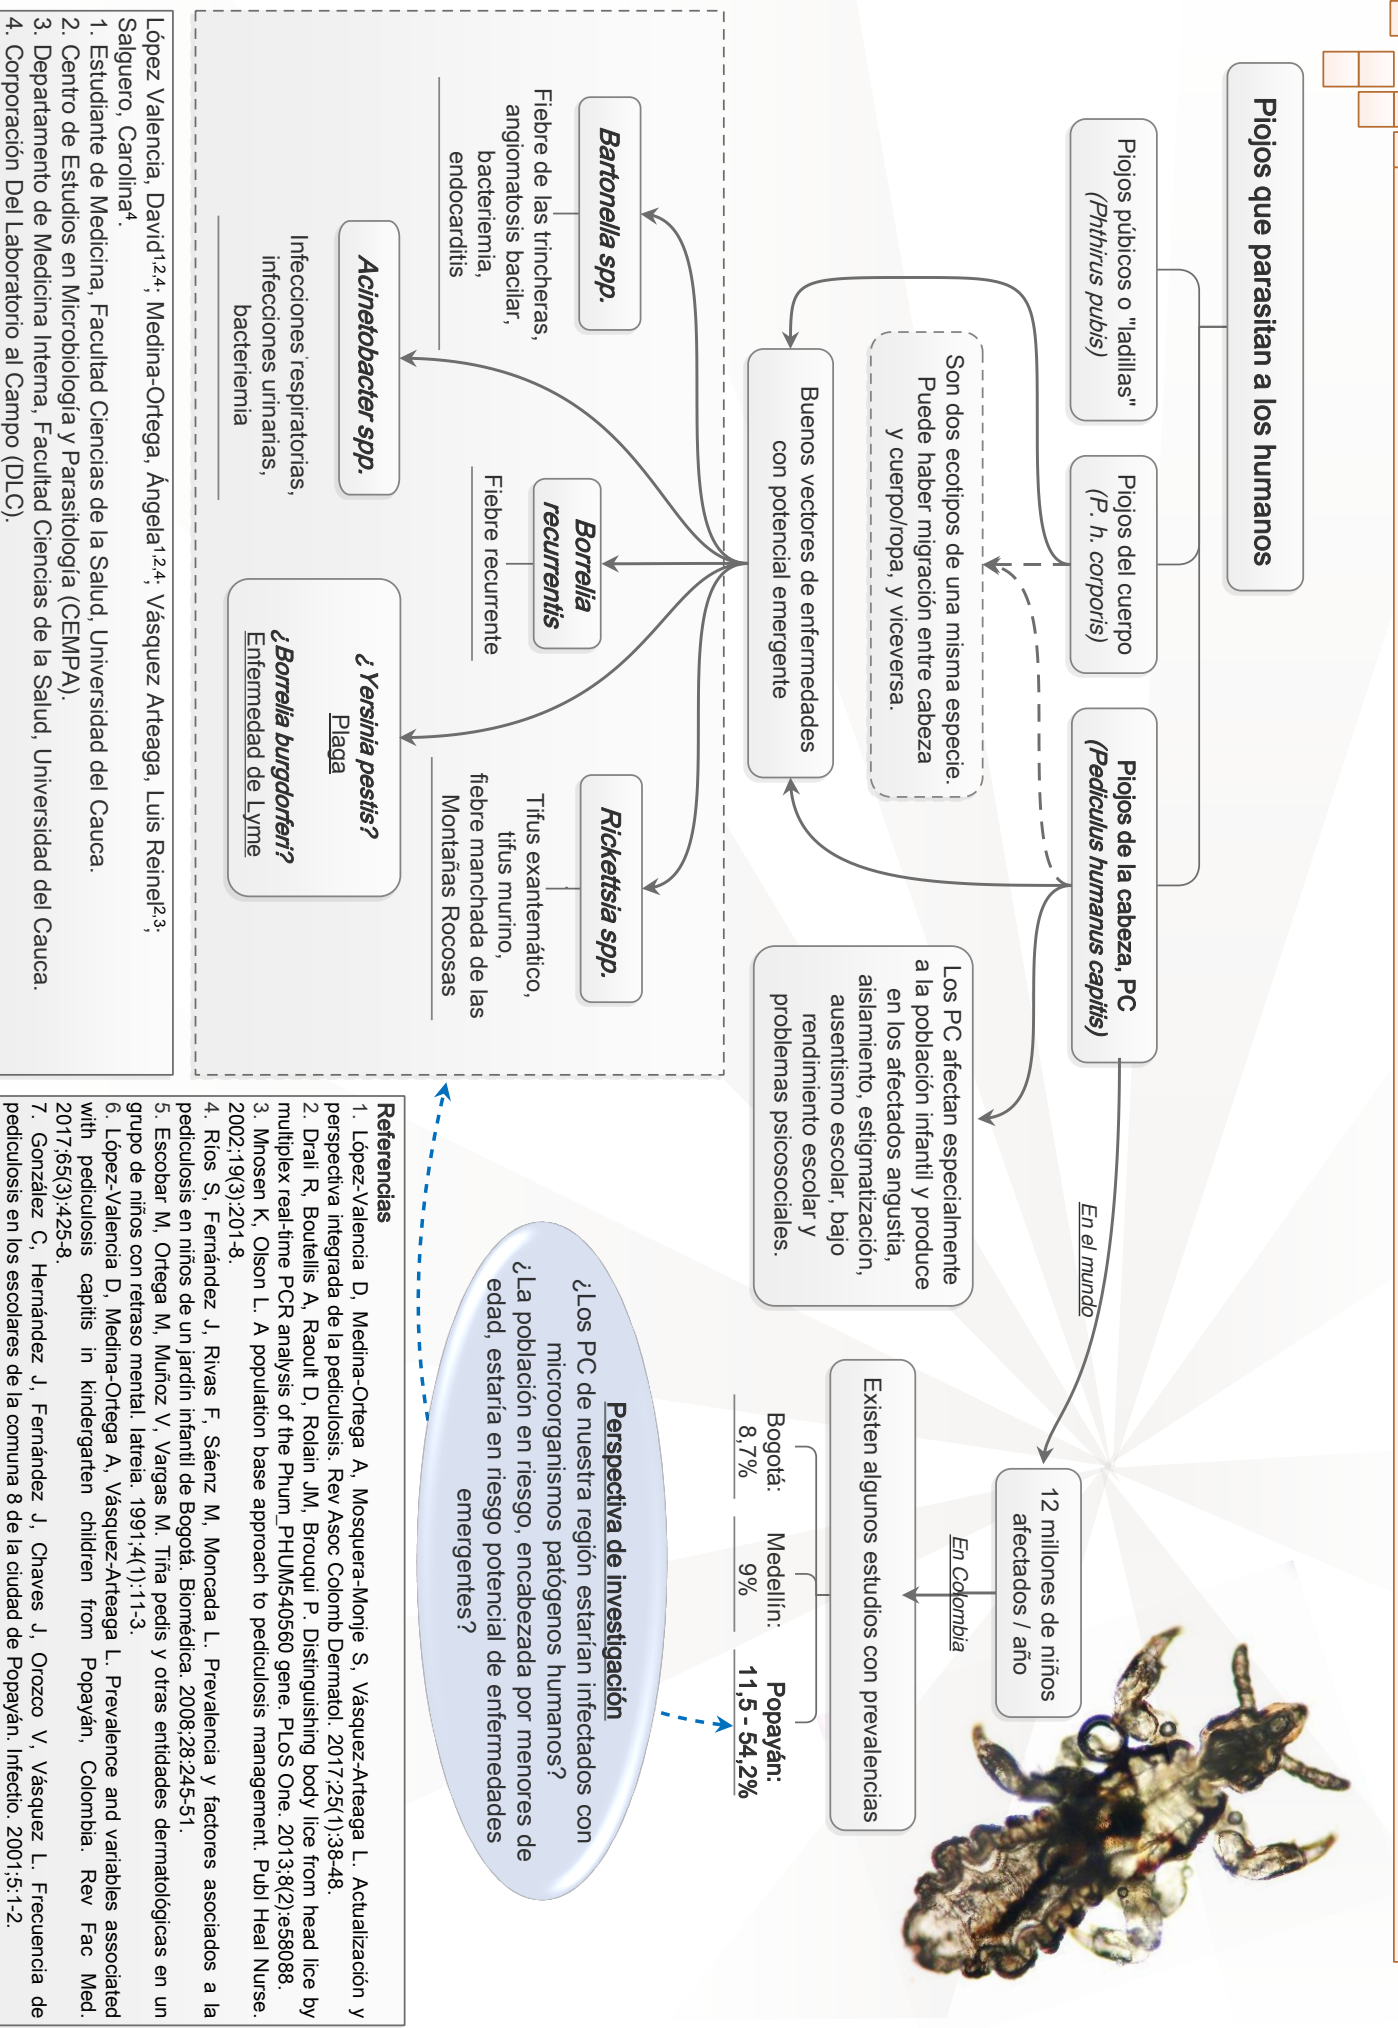 Piojos que parasitan a los humanos
Piojos púbicos o "ladillas"
(Phthirus pubis)
Piojos del cuerpo
(P. h. corporis)
Piojos de la cabeza, PC
(Pediculus humanus capitis)
En el mundo
12 millones de niños
afectados / año
En Colombia
Existen algunos estudios con prevalencias
Bogotá:
8,7%
Medellín:
9%
Popayán:
11,5 - 54,2%
Son dos ecotipos de una misma especie.
Puede haber migración entre cabeza
y cuerpo/ropa, y viceversa.
Los PC afectan especialmente
a la población infantil y produce
en los afectados angustia,
aislamiento, estigmatización,
ausentismo escolar, bajo
rendimiento escolar y
problemas psicosociales.
Buenos vectores de enfermedades
con potencial emergente
Bartonella spp.
Fiebre de las trincheras,
angiomatosis bacilar,
bacteriemia,
endocarditis
Acinetobacter spp.
Infecciones respiratorias,
infecciones urinarias,
bacteriemia
Borrelia
recurrentis
Fiebre recurrente
¿Yersinia pestis?
Plaga
¿Borrelia burgdorferi?
Enfermedad de Lyme
Rickettsia spp.
Tifus exantemático,
tifus murino,
fiebre manchada de las
Montañas Rocosas
Perspectiva de investigación
¿Los PC de nuestra región estarían infectados con
microorganismos patógenos humanos?
¿La población en riesgo, encabezada por menores de
edad, estaría en riesgo potencial de enfermedades
emergentes?
López Valencia, David1,2,4; Medina-Ortega, Ángela1,2,4; Vásquez Arteaga, Luis Reinel2,3;
Salguero, Carolina4.
1. Estudiante de Medicina, Facultad Ciencias de la Salud, Universidad del Cauca.
2. Centro de Estudios en Microbiología y Parasitología (CEMPA).
3. Departamento de Medicina Interna, Facultad Ciencias de la Salud, Universidad del Cauca.
4. Corporación Del Laboratorio al Campo (DLC).
Referencias
1. López-Valencia D, Medina-Ortega A, Mosquera-Monje S, Vásquez-Arteaga L. Actualización y
perspectiva integrada de la pediculosis. Rev Asoc Colomb Dermatol. 2017;25(1):38-48.
2. Drali R, Boutellis A, Raoult D, Rolain JM, Brouqui P. Distinguishing body lice from head lice by
multiplex real-time PCR analysis of the Phum_PHUM540560 gene. PLoS One. 2013;8(2):e58088.
3. Mnosen K, Olson L. A population base approach to pediculosis management. Publ Heal Nurse.
2002;19(3):201-8.
4. Ríos S, Fernández J, Rivas F, Sáenz M, Moncada L. Prevalencia y factores asociados a la
pediculosis en niños de un jardín infantil de Bogotá. Biomédica. 2008;28:245-51.
5. Escobar M, Ortega M, Muñoz V, Vargas M. Tiña pedis y otras entidades dermatológicas en un
grupo de niños con retraso mental. Iatreia. 1991;4(1):11-3.
6. López-Valencia D, Medina-Ortega A, Vásquez-Arteaga L. Prevalence and variables associated
with pediculosis capitis in kindergarten children from Popayán, Colombia. Rev Fac Med.
2017;65(3):425-8.
7. González C, Hernández J, Fernández J, Chaves J, Orozco V, Vásquez L. Frecuencia de
pediculosis en los escolares de la comuna 8 de la ciudad de Popayán. Infectio. 2001;5:1-2.